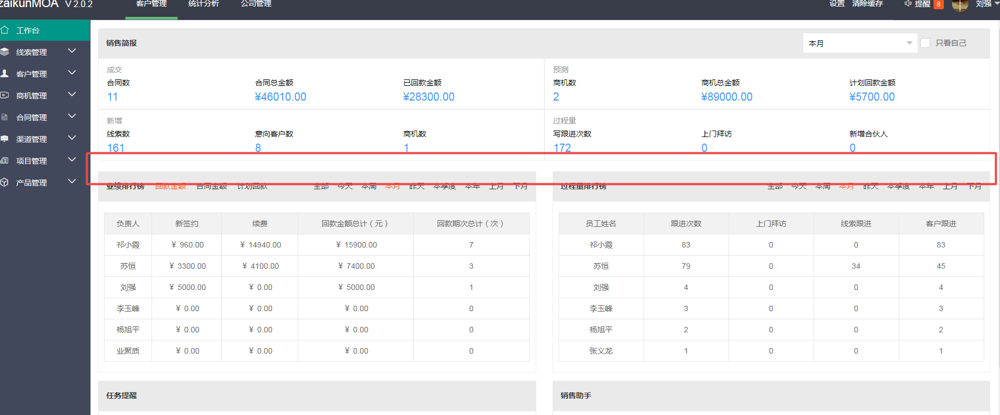 zaikunMOA V 2.0.2 客户管理 统计分析 公司管理 设置 清除缓存 提醒 8 刘强
工作台
线索管理
客户管理
商机管理
合同管理
渠道管理
项目管理
产品管理
销售简报 本月 只看自己
成交
合同数 合同总金额 已回款金额
11 ¥46010.00 ¥28300.00
预测
商机数 商机总金额 计划回款金额
2 ¥89000.00 ¥5700.00
新增
线索数 意向客户数 商机数
161 8 1
过程量
写跟进次数 上门拜访 新增合伙人
172 0 0
业绩排行榜 回款金额 合同金额 计划回款 全部 今天 本周 本月 昨天 本季度 本年 上月 下月
负责人 新签约 续费 回款金额总计（元） 回款期次总计（次）
祁小霞 ¥ 960.00 ¥ 14940.00 ¥ 15900.00 7
苏恒 ¥ 3300.00 ¥ 4100.00 ¥ 7400.00 3
刘强 ¥ 5000.00 ¥ 0.00 ¥ 5000.00 1
李玉峰 ¥ 0.00 ¥ 0.00 ¥ 0.00 0
杨旭平 ¥ 0.00 ¥ 0.00 ¥ 0.00 0
业聚质 ¥ 0.00 ¥ 0.00 ¥ 0.00 0
过程量排行榜 全部 今天 本周 本月 昨天 本季度 本年 上月 下月
员工姓名 跟进次数 上门拜访 线索跟进 客户跟进
祁小霞 83 0 0 83
苏恒 79 0 34 45
刘强 4 0 0 4
李玉峰 3 0 0 3
杨旭平 2 0 0 2
张义龙 1 0 0 1
任务提醒
销售助手